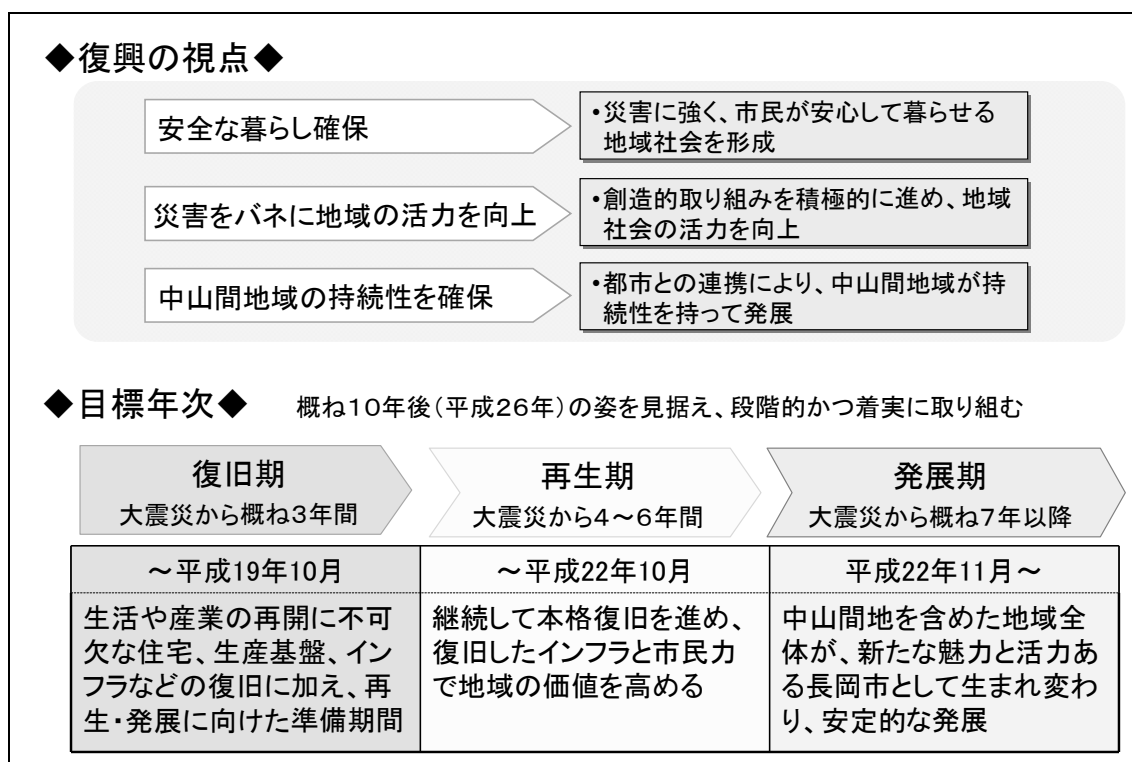 ◆復興の視点◆
安全な暮らし確保
・災害に強く、市民が安心して暮らせる
地域社会を形成
災害をバネに地域の活力を向上
・創造的取り組みを積極的に進め、地域
社会の活力を向上
中山間地域の持続性を確保
・都市との連携により、中山間地域が持
続性を持って発展
◆目標年次◆ 概ね10年後(平成26年)の姿を見据え、段階的かつ着実に取り組む
復旧期
大震災から概ね3年間
再生期
大震災から4～6年間
発展期
大震災から概ね7年以降
～平成19年10月
生活や産業の再開に不可
欠な住宅、生産基盤、イン
フラなどの復旧に加え、再
生・発展に向けた準備期間
～平成22年10月
継続して本格復旧を進め、
復旧したインフラと市民力
で地域の価値を高める
平成22年11月～
中山間地を含めた地域全
体が、新たな魅力と活力あ
る長岡市として生まれ変わ
り、安定的な発展